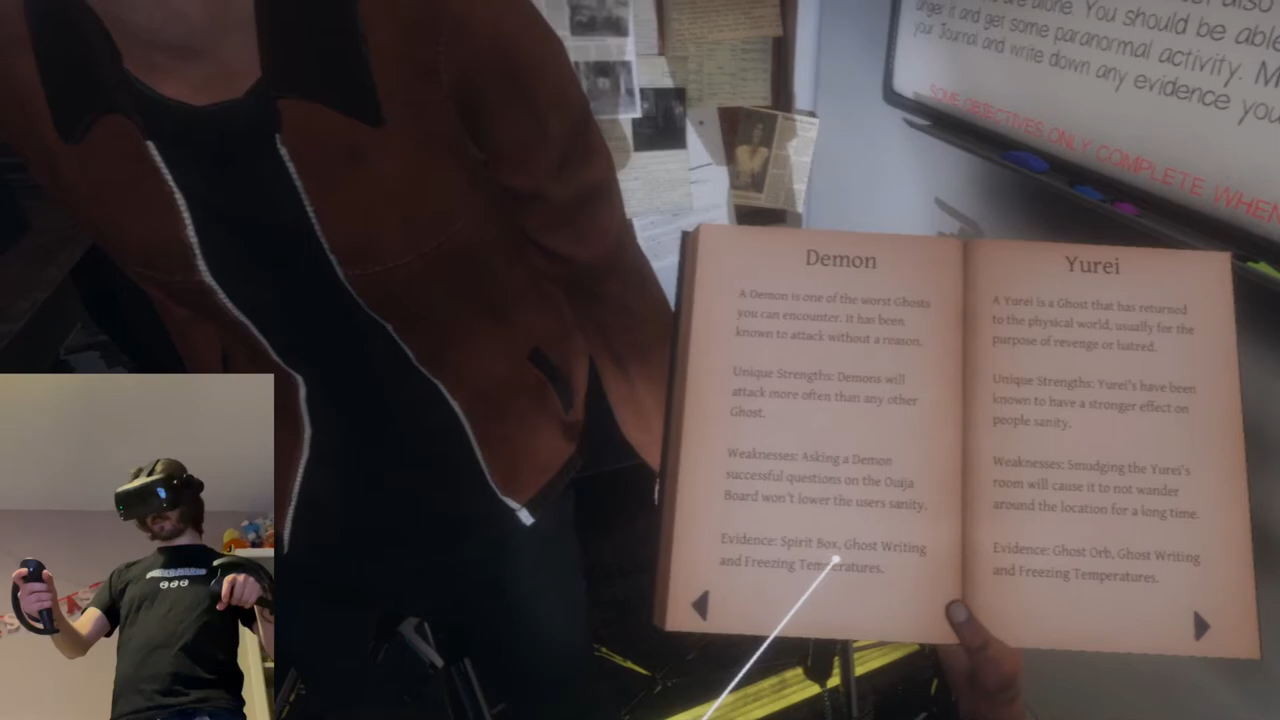 are alone. You should be able
anger it and get some paranormal activity. M
your Journal and write down any evidence you
SOME OBJECTIVES ONLY COMPLETE WHEN
Demon
A Demon is one of the worst Ghosts
you can encounter. It has been
known to attack without a reason.
Unique Strengths: Demons will
attack more often than any other
Ghost.
Weaknesses: Asking a Demon
successful questions on the Ouija
Board won't lower the users sanity.
Evidence: Spirit Box, Ghost Writing
and Freezing Temperatures.
Yurei
A Yurei is a Ghost that has returned
to the physical world, usually for the
purpose of revenge or hatred.
Unique Strengths: Yurei's have been
known to have a stronger effect on
people sanity.
Weaknesses: Smudging the Yurei's
room will cause it to not wander
around the location for a long time.
Evidence: Ghost Orb, Ghost Writing
and Freezing Temperatures.